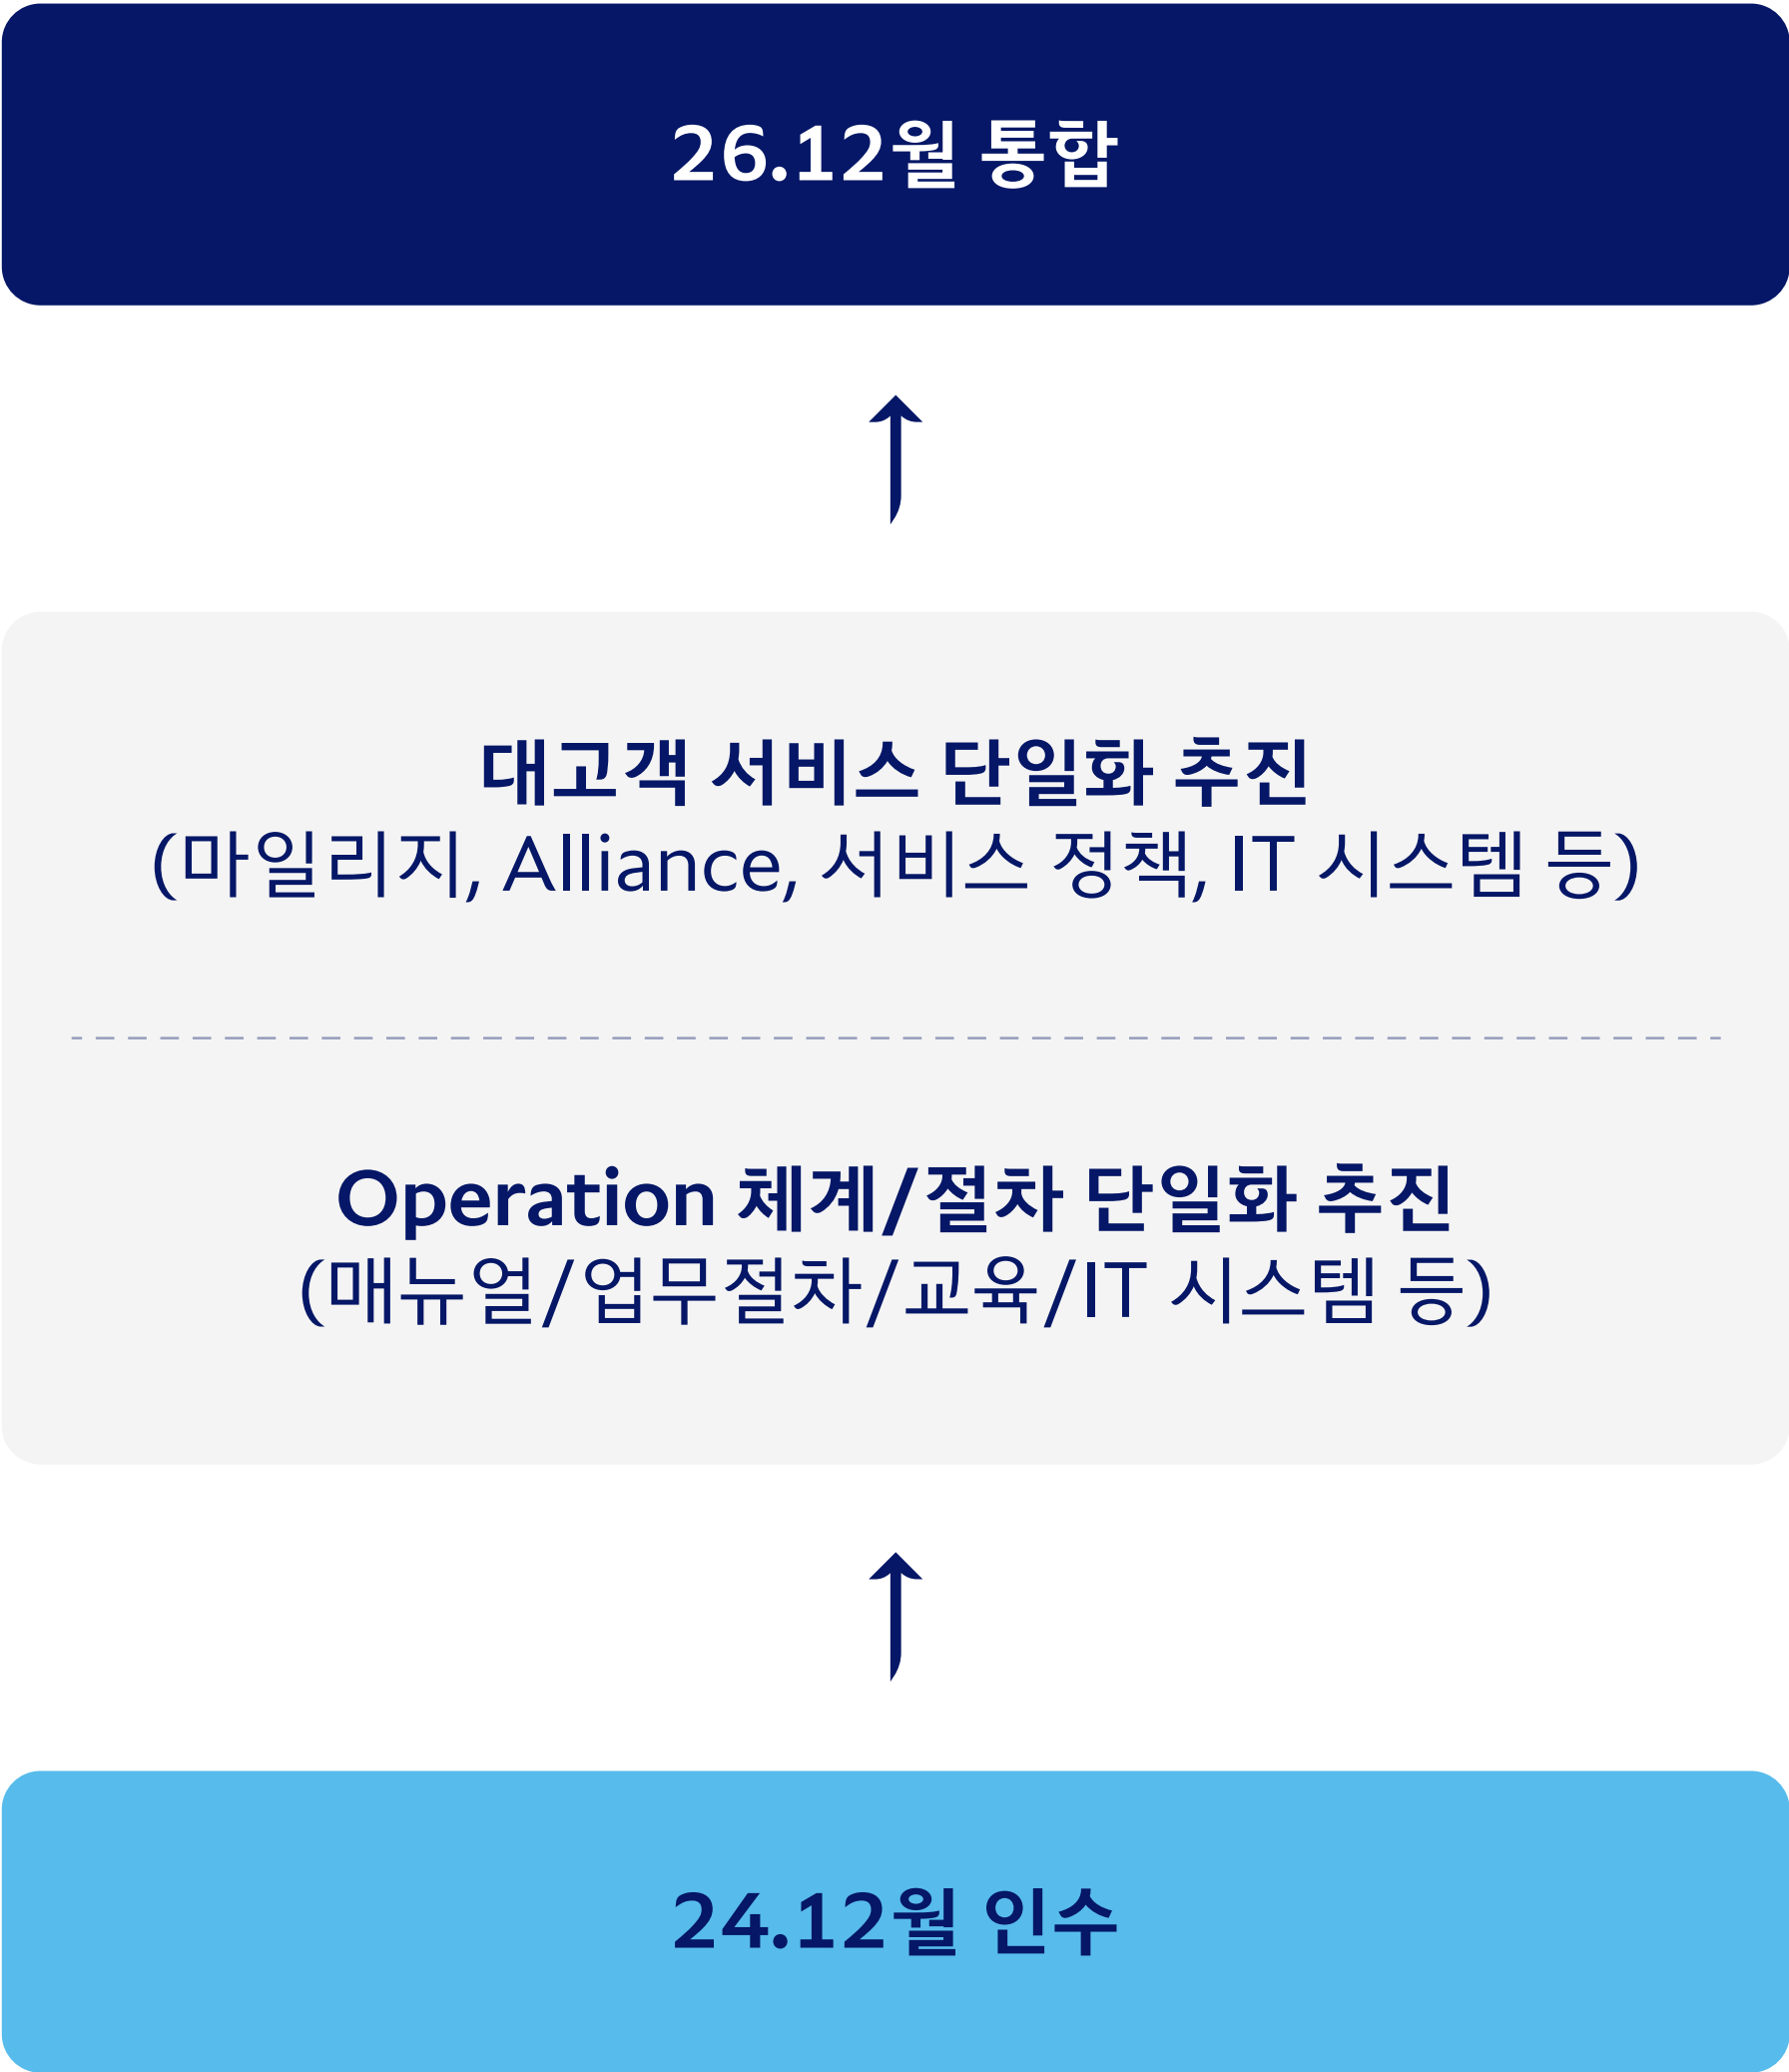 26.12월 통합
대고객 서비스 단일화 추진
(마일리지, Alliance, 서비스 정책, IT 시스템 등)
Operation 체계/절차 단일화 추진
(매뉴얼/업무절차/교육/IT 시스템 등)
24.12월 인수